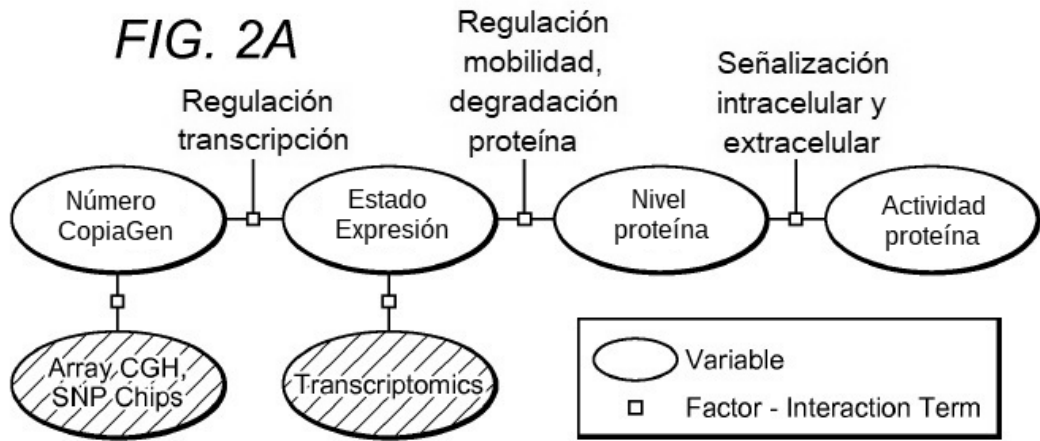 FIG. 2A
Regulación
transcripción
Regulación
mobilidad,
degradación
proteína
Señalización
intracelular y
extracelular
Número
CopiaGen
Estado
Expresión
Nivel
proteína
Actividad
proteína
Array CGH,
SNP Chips
Transcriptomics
Variable
Factor - Interaction Term